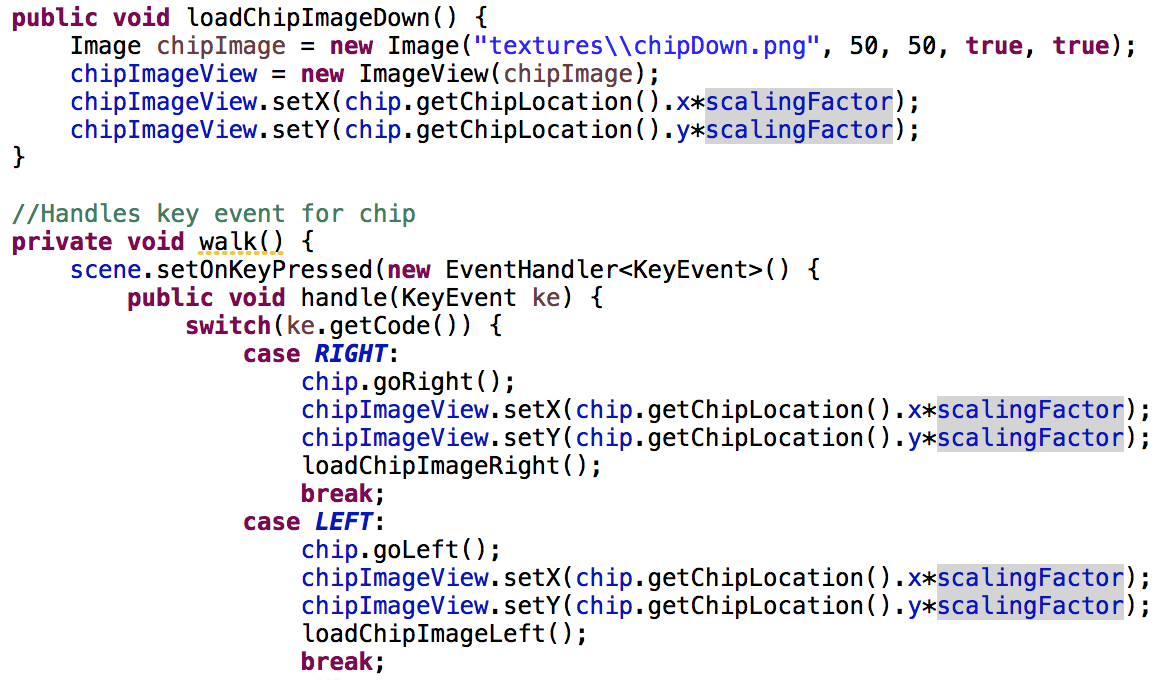 public void loadChipImageDown() {
    Image chipImage = new Image("textures\\chipDown.png", 50, 50, true, true);
    chipImageView = new ImageView(chipImage);
    chipImageView.setX(chip.getChipLocation().x*scalingFactor);
    chipImageView.setY(chip.getChipLocation().y*scalingFactor);
}

//Handles key event for chip
private void walk() {
    scene.setOnKeyPressed(new EventHandler<KeyEvent>() {
        public void handle(KeyEvent ke) {
            switch(ke.getCode()) {
                case RIGHT:
                    chip.goRight();
                    chipImageView.setX(chip.getChipLocation().x*scalingFactor);
                    chipImageView.setY(chip.getChipLocation().y*scalingFactor);
                    loadChipImageRight();
                    break;
                case LEFT:
                    chip.goLeft();
                    chipImageView.setX(chip.getChipLocation().x*scalingFactor);
                    chipImageView.setY(chip.getChipLocation().y*scalingFactor);
                    loadChipImageLeft();
                    break;